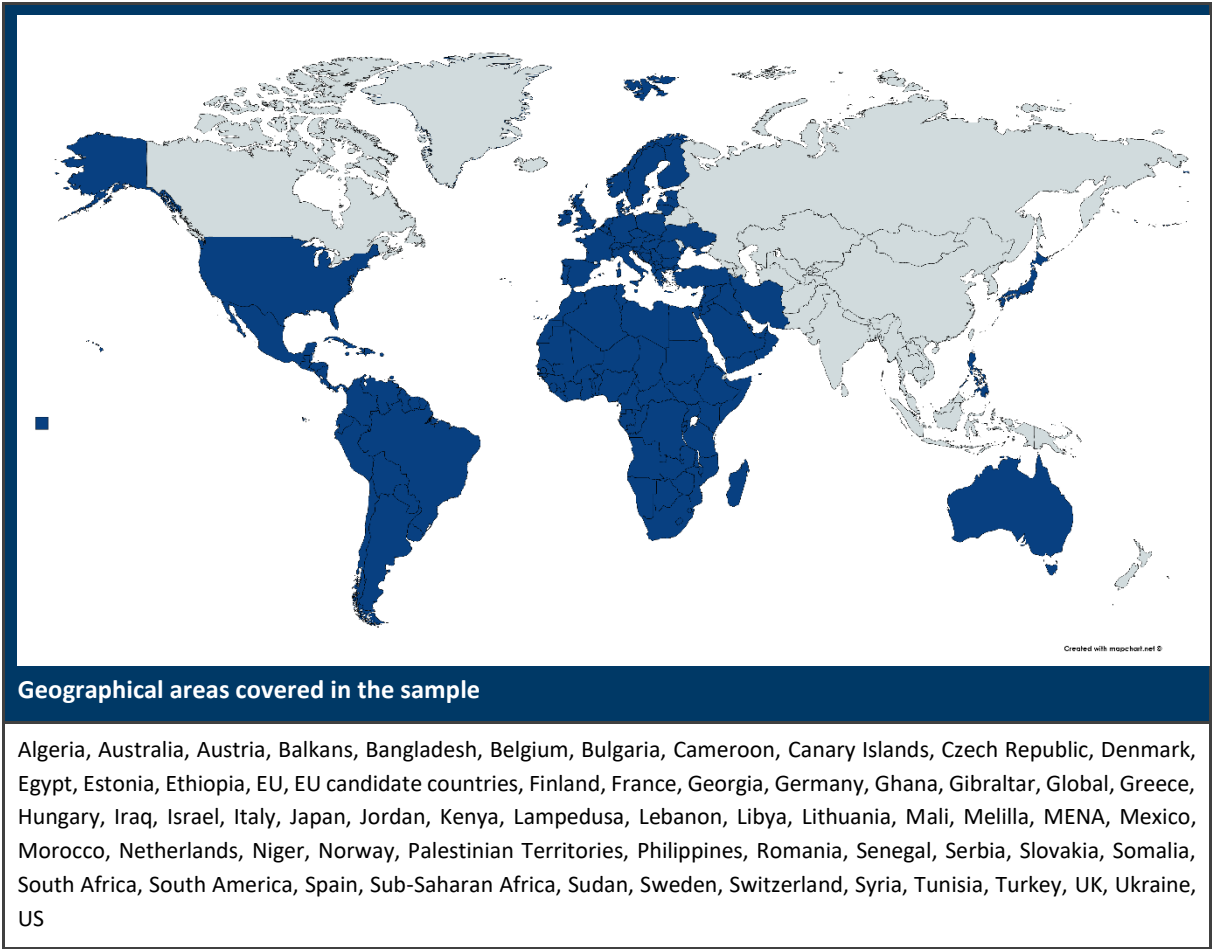 Created with mapchart.net ©
Geographical areas covered in the sample
Algeria, Australia, Austria, Balkans, Bangladesh, Belgium, Bulgaria, Cameroon, Canary Islands, Czech Republic, Denmark,
Egypt, Estonia, Ethiopia, EU, EU candidate countries, Finland, France, Georgia, Germany, Ghana, Gibraltar, Global, Greece,
Hungary, Iraq, Israel, Italy, Japan, Jordan, Kenya, Lampedusa, Lebanon, Libya, Lithuania, Mali, Melilla, MENA, Mexico,
Morocco, Netherlands, Niger, Norway, Palestinian Territories, Philippines, Romania, Senegal, Serbia, Slovakia, Somalia,
South Africa, South America, Spain, Sub-Saharan Africa, Sudan, Sweden, Switzerland, Syria, Tunisia, Turkey, UK, Ukraine,
US